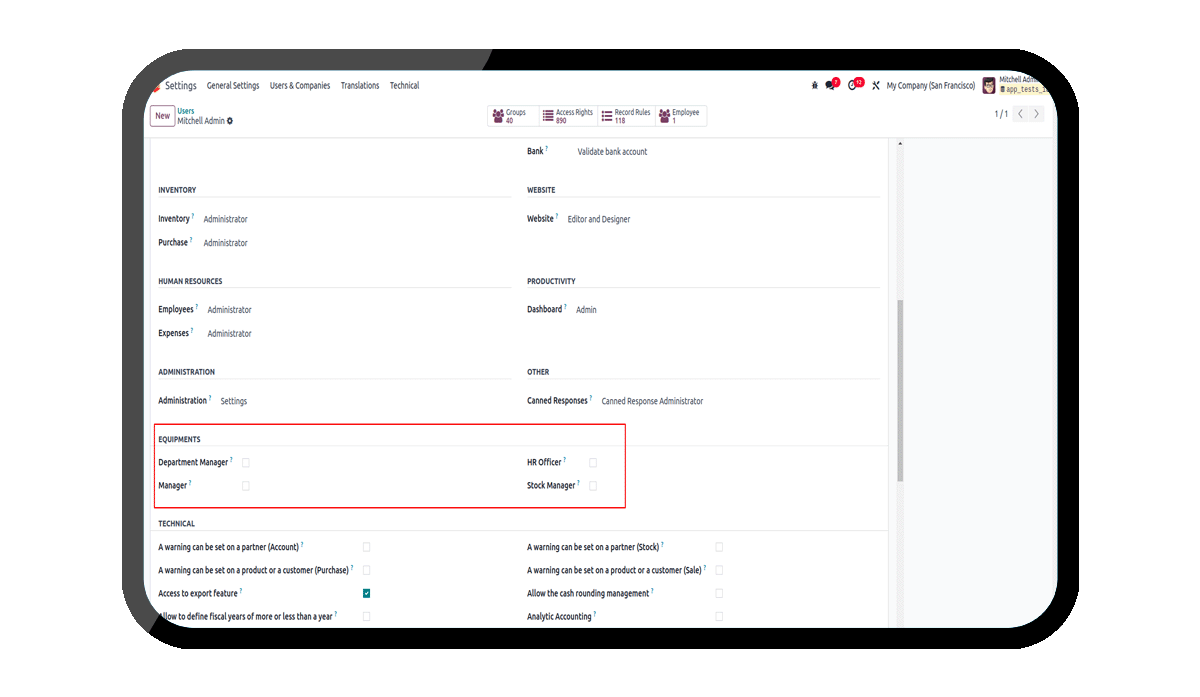 Settings General Settings Users & Companies Translations Technical 7 12 My Company (San Francisco) Mitchell Adm
app_tests_1
New Users
Mitchell Admin
Groups 40 Access Rights 890 Record Rules 118 Employee 1
1 / 1
Bank ? Validate bank account
INVENTORY WEBSITE
Inventory ? Administrator Website ? Editor and Designer
Purchase ? Administrator
HUMAN RESOURCES PRODUCTIVITY
Employees ? Administrator Dashboard ? Admin
Expenses ? Administrator
ADMINISTRATION OTHER
Administration ? Settings Canned Responses ? Canned Response Administrator
EQUIPMENTS
Department Manager ? HR Officer ?
Manager ? Stock Manager ?
TECHNICAL
A warning can be set on a partner (Account) ? A warning can be set on a partner (Stock) ?
A warning can be set on a product or a customer (Purchase) ? A warning can be set on a product or a customer (Sale) ?
Access to export feature ? Allow the cash rounding management ?
Allow to define fiscal years of more or less than a year ? Analytic Accounting ?